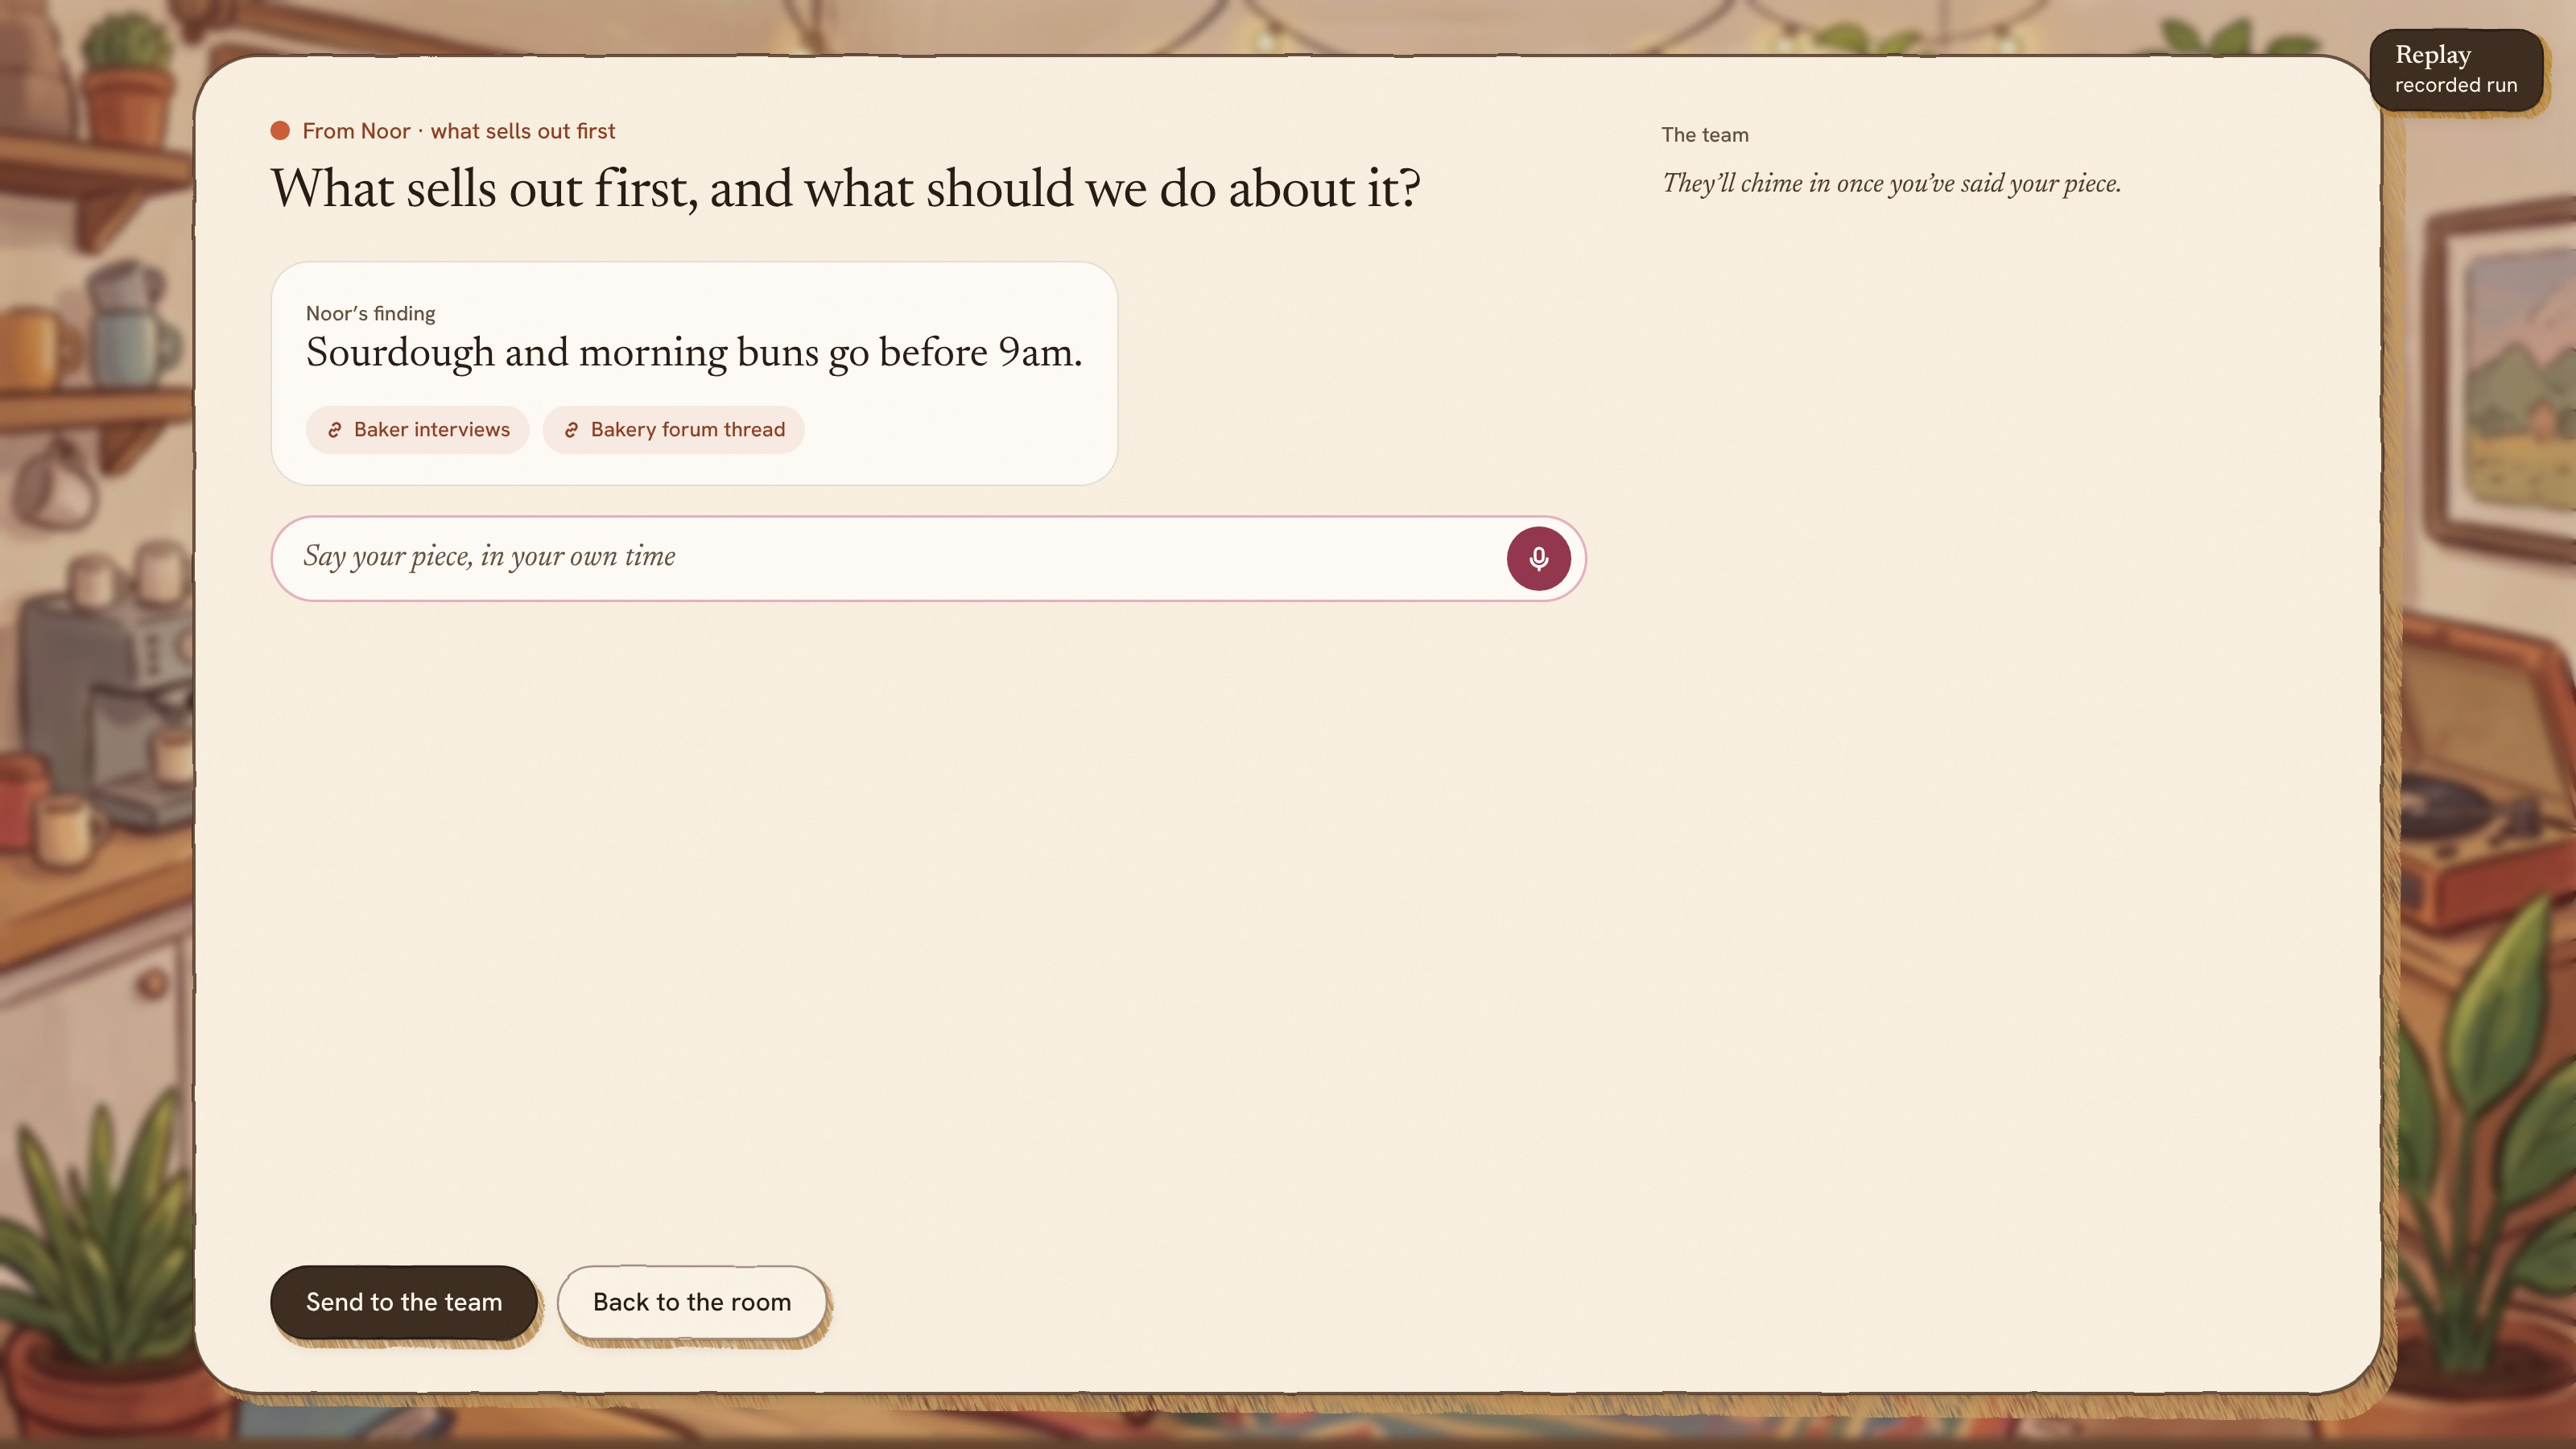 Replay
recorded run
From Noor · what sells out first
What sells out first, and what should we do about it?
Noor’s finding
Sourdough and morning buns go before 9am.
Baker interviews
Bakery forum thread
Say your piece, in your own time
Send to the team
Back to the room
The team
They’ll chime in once you’ve said your piece.